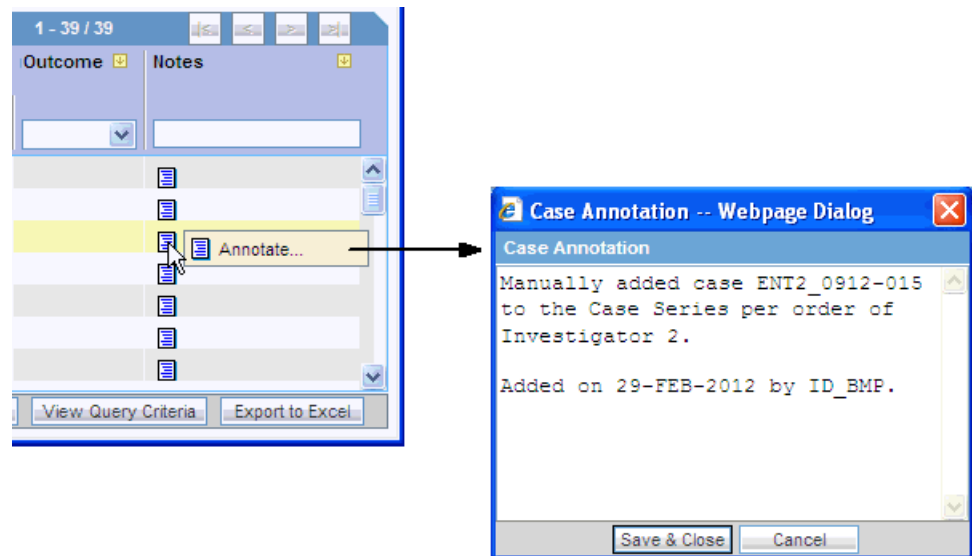 1 - 39 / 39
Outcome Notes
Annotate...
View Query Criteria Export to Excel
Case Annotation -- Webpage Dialog
Case Annotation
Manually added case ENT2_0912-015
to the Case Series per order of
Investigator 2.
Added on 29-FEB-2012 by ID_BMP.
Save & Close Cancel